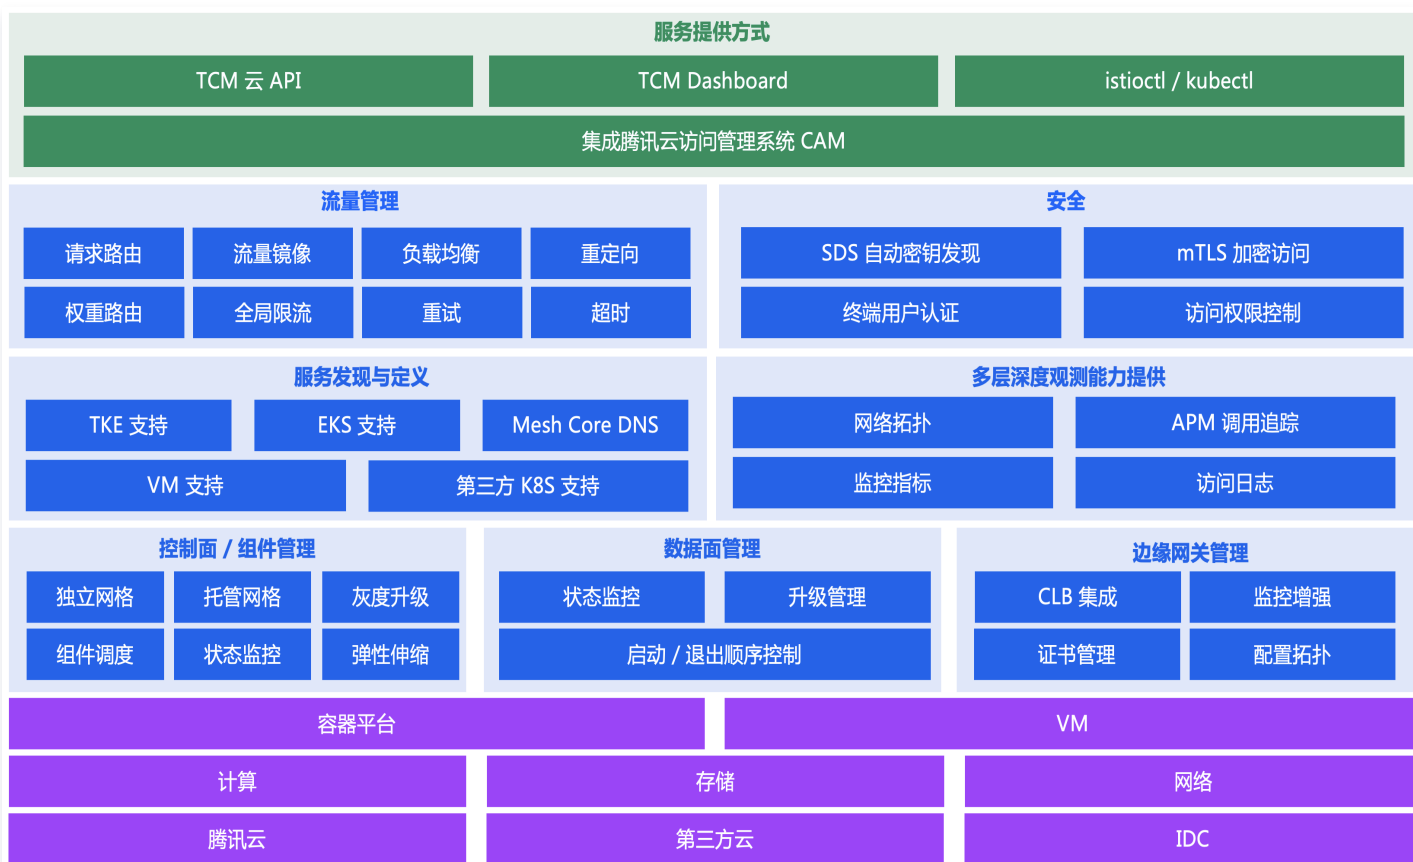 服务提供方式
TCM 云 API
TCM Dashboard
istioctl / kubectl
集成腾讯云访问管理系统 CAM
流量管理
请求路由
流量镜像
负载均衡
重定向
权重路由
全局限流
重试
超时
安全
SDS 自动密钥发现
mTLS 加密访问
终端用户认证
访问权限控制
服务发现与定义
TKE 支持
EKS 支持
Mesh Core DNS
VM 支持
第三方 K8S 支持
多层深度观测能力提供
网络拓扑
APM 调用追踪
监控指标
访问日志
控制面 / 组件管理
独立网格
托管网格
灰度升级
组件调度
状态监控
弹性伸缩
数据面管理
状态监控
升级管理
启动 / 退出顺序控制
边缘网关管理
CLB 集成
监控增强
证书管理
配置拓扑
容器平台
VM
计算
存储
网络
腾讯云
第三方云
IDC